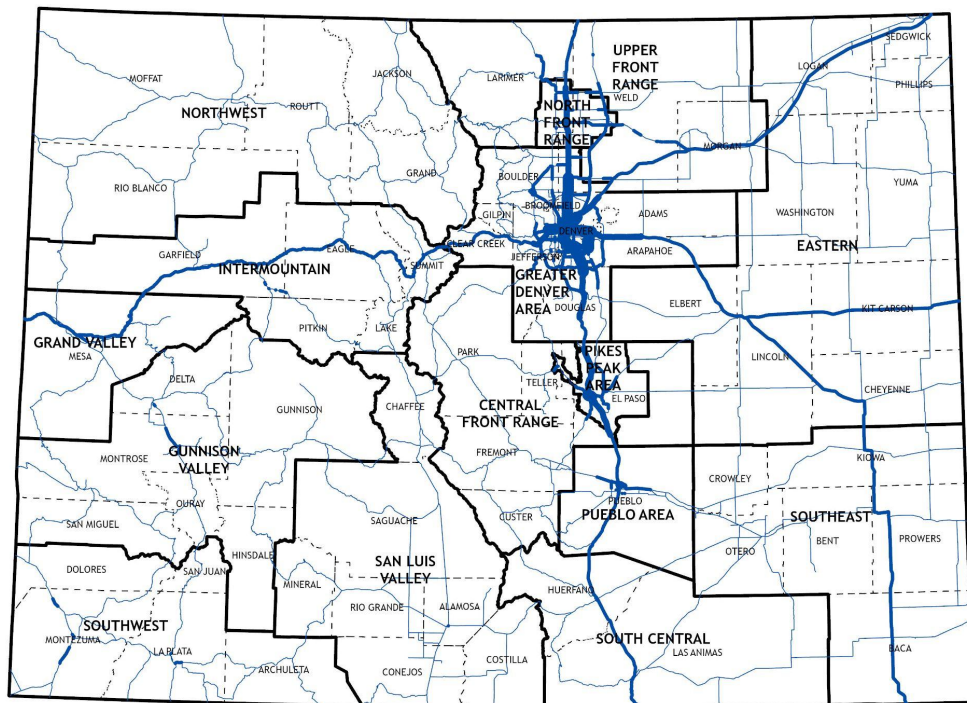 UPPER
FRONT
RANGE
SEDGWICK
LOGAN
JACKSON
LARIMER
MOFFAT
PHILLIPS
WELD
ROUTT
NORTH
FRONT
RANGE
NORTHWEST
MORGAN
GRAND
BOULDER
YUMA
RIO BLANCO
BROOMFIELD
GILPIN
ADAMS
WASHINGTON
DENVER
CLEAR CREEK
EASTERN
EAGLE
GARFIELD
JEFFERSON
ARAPAHOE
SUMMIT
INTERMOUNTAIN
GREATER
DENVER
AREA
ELBERT
DOUGLAS
KIT CARSON
PITKIN
LAKE
GRAND VALLEY
MESA
PARK
PIKES
PEAK
AREA
LINCOLN
DELTA
TELLER
CHEYENNE
EL PASO
GUNNISON
CHAFFEE
CENTRAL
FRONT RANGE
GUNNISON
VALLEY
MONTROSE
FREMONT
KIOWA
CROWLEY
OURAY
PUEBLO
PUEBLO AREA
CUSTER
SAGUACHE
SOUTHEAST
SAN MIGUEL
PROWERS
BENT
OTERO
HINSDALE
SAN LUIS
VALLEY
DOLORES
SAN JUAN
MINERAL
HUERFANO
RIO GRANDE
ALAMOSA
SOUTHWEST
MONTEZUMA
SOUTH CENTRAL
LA PLATA
LAS ANIMAS
BACA
COSTILLA
ARCHULETA
CONEJOS